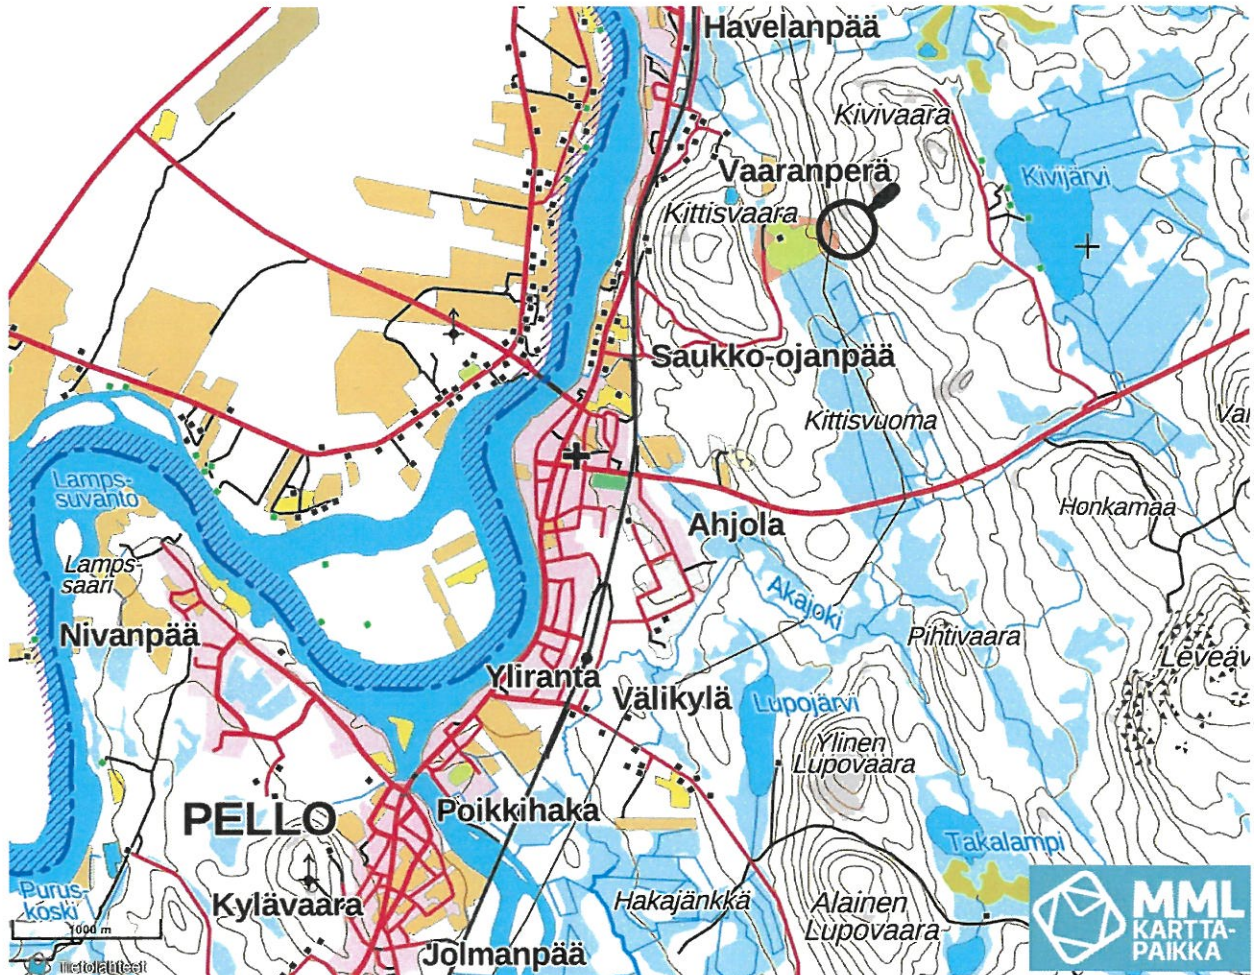 Havelanpää
Kivivaara
Vaaranperä
Kivijärvi
Kittisvaara
Saukko-ojanpää
Kittisvuoma
Lamps-
suvanto
Honkamaa
Ahjola
Lamps-
saari
Akajoki
Nivanpää
Pihtivaara
Yliranta
Välikylä
Lupojärvi
Ylinen
Lupovaara
PELLO
Poikkihaka
Takalampi
Purus-
koski
Kylävaara
Hakajänkkä
Alainen
Lupovaara
1000 m
Jolmanpää
MML
KARTTA-
PAIKKA